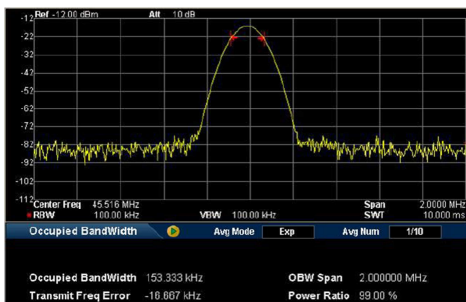 Ref -12.00 dBm Att 10 dB
-12
-22
-32
-42
-52
-62
-72
-82
-92
-102
-112
Center Freq 45.516 MHz Span 2.0000 MHz
RBW 100.00 kHz VBW 100.00 kHz SWT 10.000 ms
Occupied BandWidth Avg Mode Exp Avg Num 1/10
Occupied BandWidth 153.333 kHz OBW Span 2.000000 MHz
Transmit Freq Error -16.667 kHz Power Ratio 99.00 %